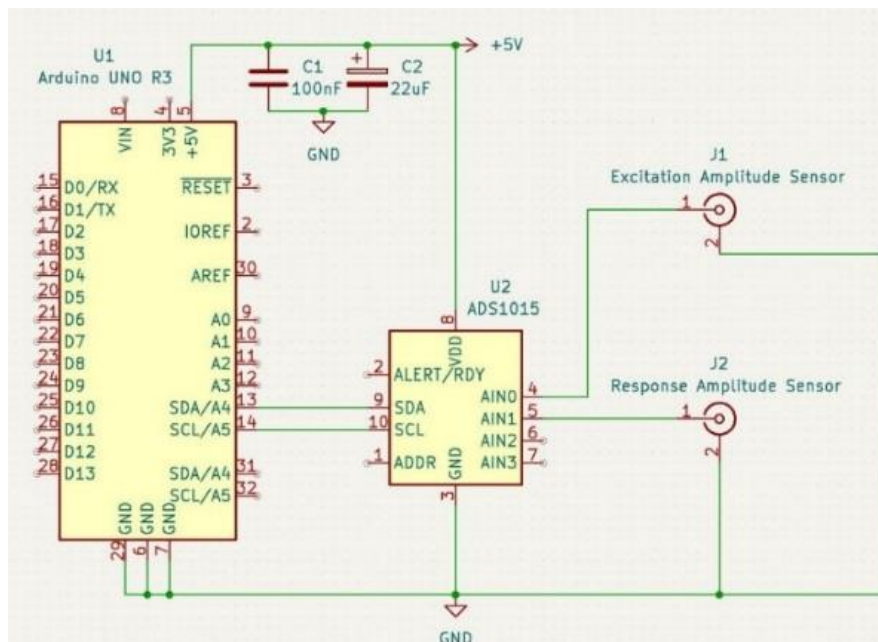 U1
Arduino UNO R3
8
VIN
4
3V3
5
+5V
C1
100nF
+
C2
22uF
+5V
GND
15 D0/RX
16 D1/TX
17 D2
18 D3
19 D4
20 D5
21 D6
22 D7
23 D8
24 D9
25 D10
26 D11
27 D12
28 D13
RESET 3
IOREF 2
AREF 30
A0 9
A1 10
A2 11
A3 12
SDA/A4 13
SCL/A5 14
SDA/A4 31
SCL/A5 32
GND
29
GND
6
GND
7
U2
ADS1015
8
VDD
2 ALERT/RDY
9 SDA
10 SCL
1 ADDR
GND
3
AIN0 4
AIN1 5
AIN2 6
AIN3 7
GND
J1
Excitation Amplitude Sensor
1
2
J2
Response Amplitude Sensor
1
2